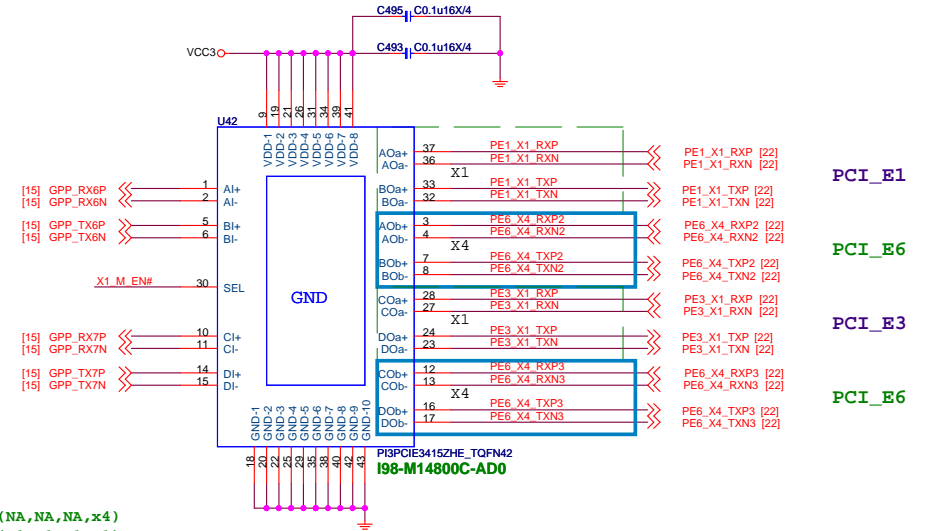 C495 C0.1u16X/4
VCC3 C493 C0.1u16X/4
9 19 21 26 31 34 39 41
U42
VDD-1 VDD-2 VDD-3 VDD-4 VDD-5 VDD-6 VDD-7 VDD-8
AOa+ 37 PE1_X1_RXP PE1_X1_RXP [22]
AOa- 36 PE1_X1_RXN PE1_X1_RXN [22]
X1 PCI_E1
[15] GPP_RX6P 1 AI+ BOa+ 33 PE1_X1_TXP PE1_X1_TXP [22]
[15] GPP_RX6N 2 AI- BOa- 32 PE1_X1_TXN PE1_X1_TXN [22]
[15] GPP_TX6P 5 BI+ AOb+ 3 PE6_X4_RXP2 PE6_X4_RXP2 [22]
[15] GPP_TX6N 6 BI- AOb- 4 PE6_X4_RXN2 PE6_X4_RXN2 [22]
X4 PCI_E6
BOb+ 7 PE6_X4_TXP2 PE6_X4_TXP2 [22]
BOb- 8 PE6_X4_TXN2 PE6_X4_TXN2 [22]
X1_M_EN# 30 SEL GND
COa+ 28 PE3_X1_RXP PE3_X1_RXP [22]
COa- 27 PE3_X1_RXN PE3_X1_RXN [22]
X1 PCI_E3
[15] GPP_RX7P 10 CI+ DOa+ 24 PE3_X1_TXP PE3_X1_TXP [22]
[15] GPP_RX7N 11 CI- DOa- 23 PE3_X1_TXN PE3_X1_TXN [22]
[15] GPP_TX7P 14 DI+ COb+ 12 PE6_X4_RXP3 PE6_X4_RXP3 [22]
[15] GPP_TX7N 15 DI- COb- 13 PE6_X4_RXN3 PE6_X4_RXN3 [22]
X4 PCI_E6
DOb+ 16 PE6_X4_TXP3 PE6_X4_TXP3 [22]
DOb- 17 PE6_X4_TXN3 PE6_X4_TXN3 [22]
GND-1 GND-2 GND-3 GND-4 GND-5 GND-6 GND-7 GND-8 GND-9 GND-10
PI3PCIE3415ZHE_TQFN42
18 20 22 25 29 35 38 40 42 43
I98-M14800C-AD0
(NA,NA,NA,x4)